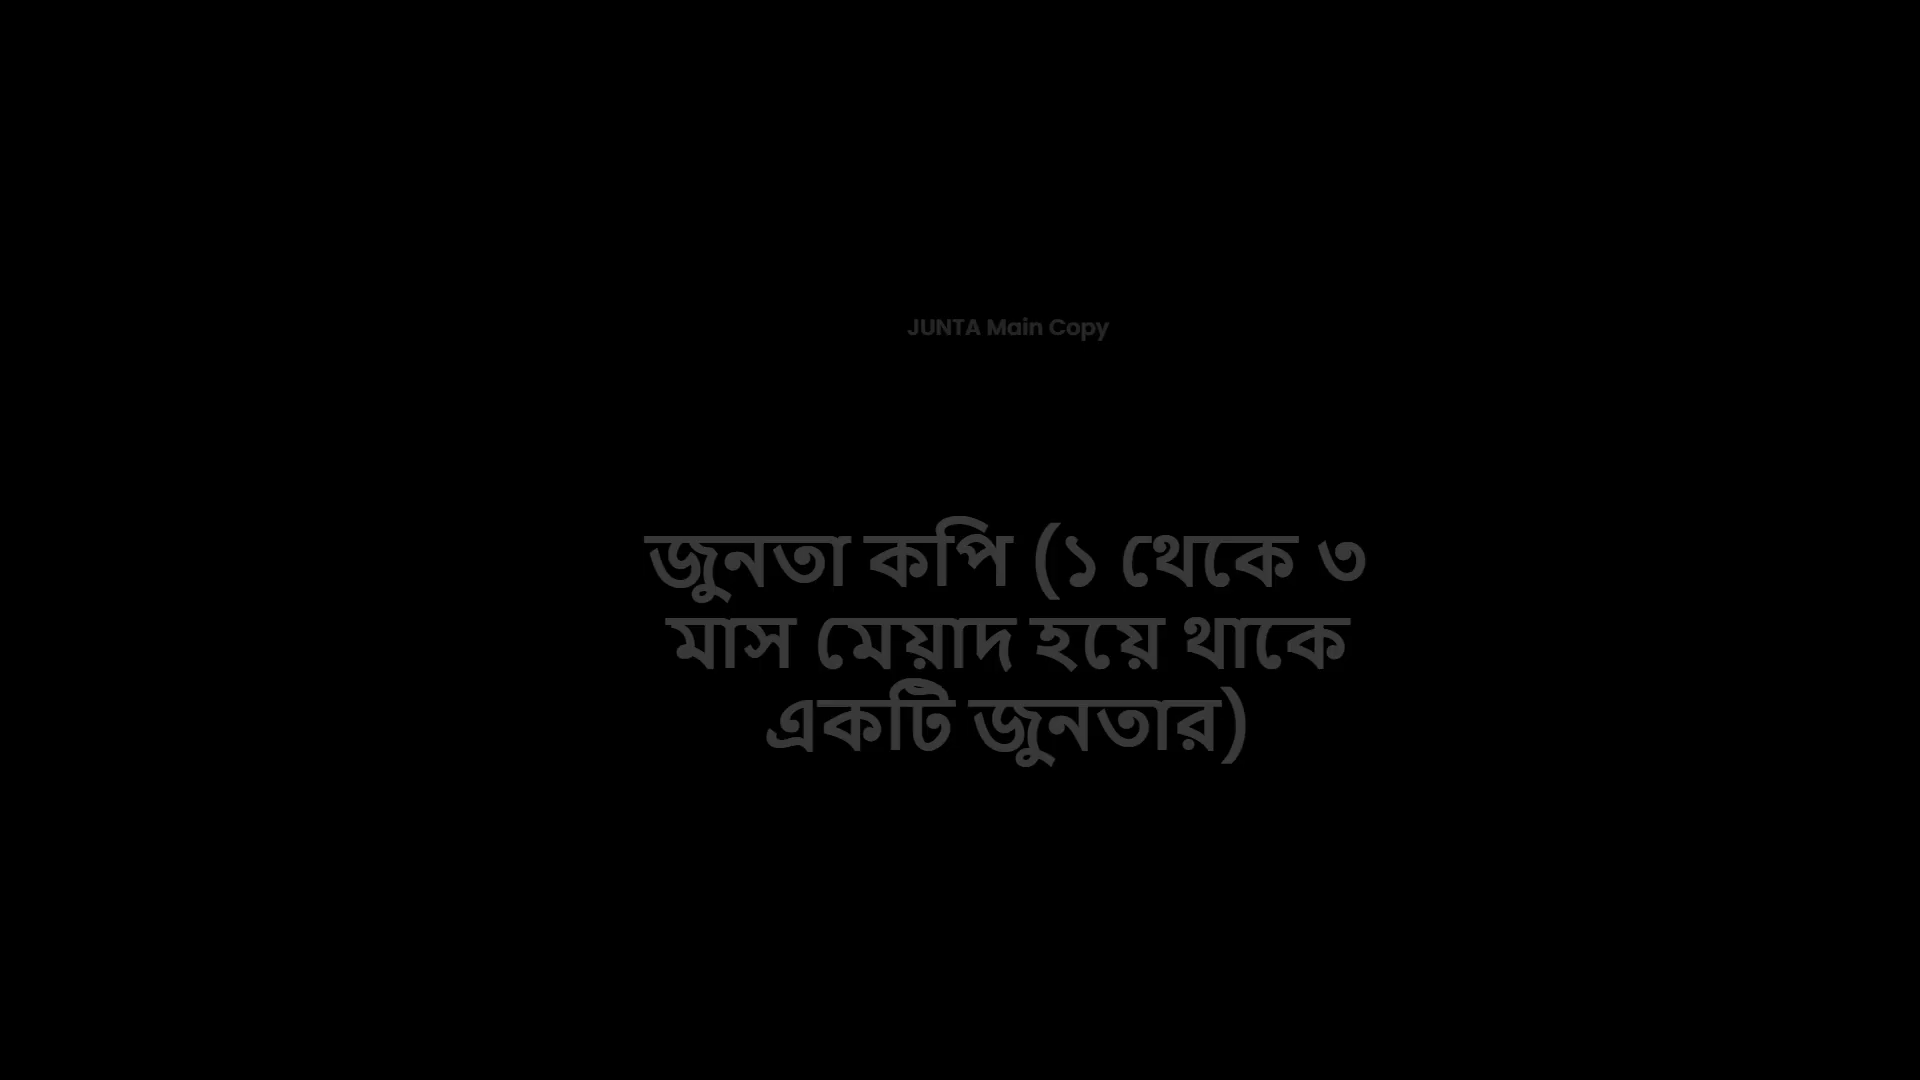 JUNTA Main Copy
জুনতা কপি (১ থেকে ৩
মাস মেয়াদ হয়ে থাকে
একটি জুনতার)